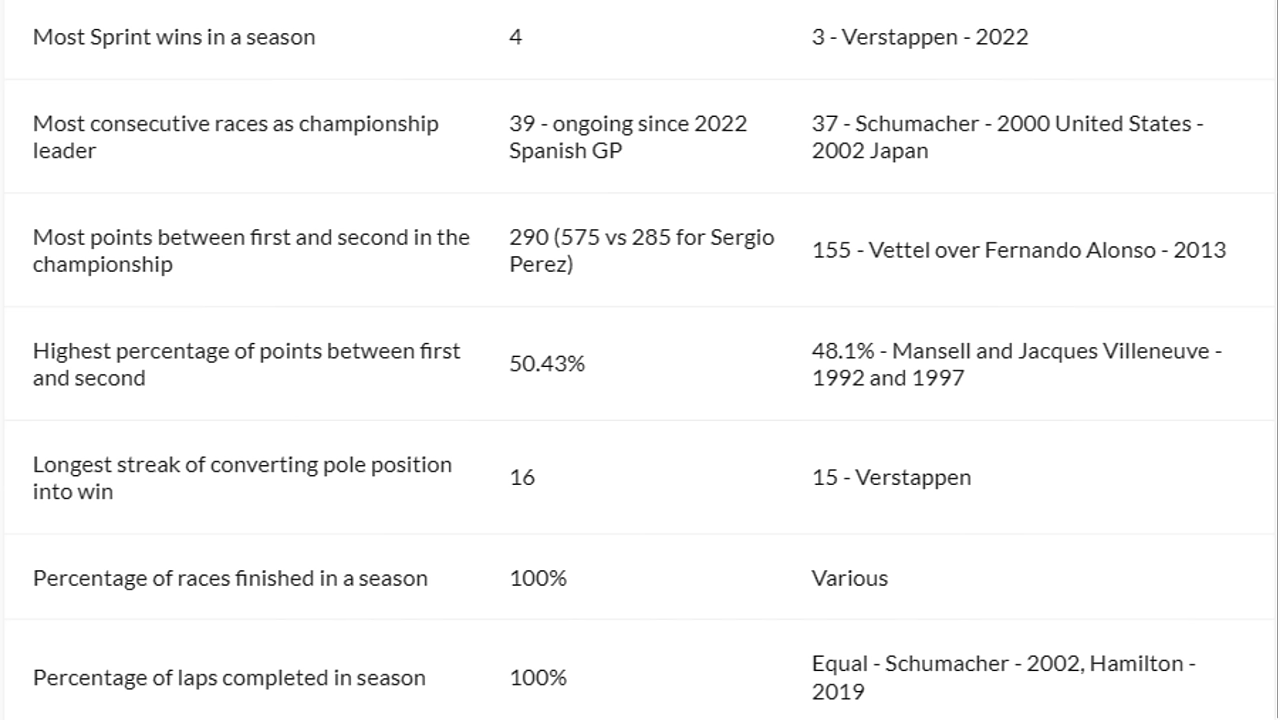 Most Sprint wins in a season
4
3 - Verstappen - 2022
Most consecutive races as championship
leader
39 - ongoing since 2022
Spanish GP
37 - Schumacher - 2000 United States -
2002 Japan
Most points between first and second in the
championship
290 (575 vs 285 for Sergio
Perez)
155 - Vettel over Fernando Alonso - 2013
Highest percentage of points between first
and second
50.43%
48.1% - Mansell and Jacques Villeneuve -
1992 and 1997
Longest streak of converting pole position
into win
16
15 - Verstappen
Percentage of races finished in a season
100%
Various
Percentage of laps completed in season
100%
Equal - Schumacher - 2002, Hamilton -
2019